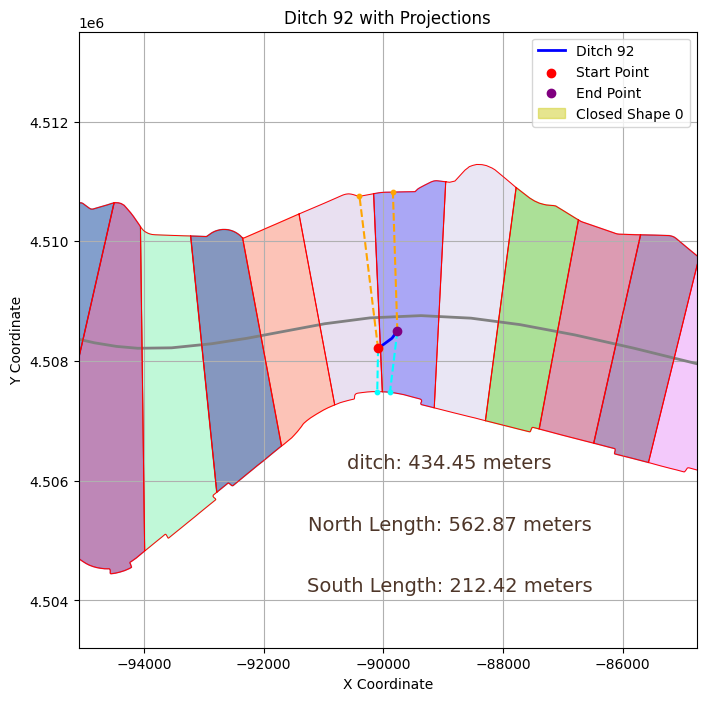 Ditch 92 with Projections
1e6
Ditch 92
Start Point
End Point
Closed Shape 0
4.512
4.510
4.508
4.506
4.504
Y Coordinate
ditch: 434.45 meters
North Length: 562.87 meters
South Length: 212.42 meters
−94000 −92000 −90000 −88000 −86000
X Coordinate